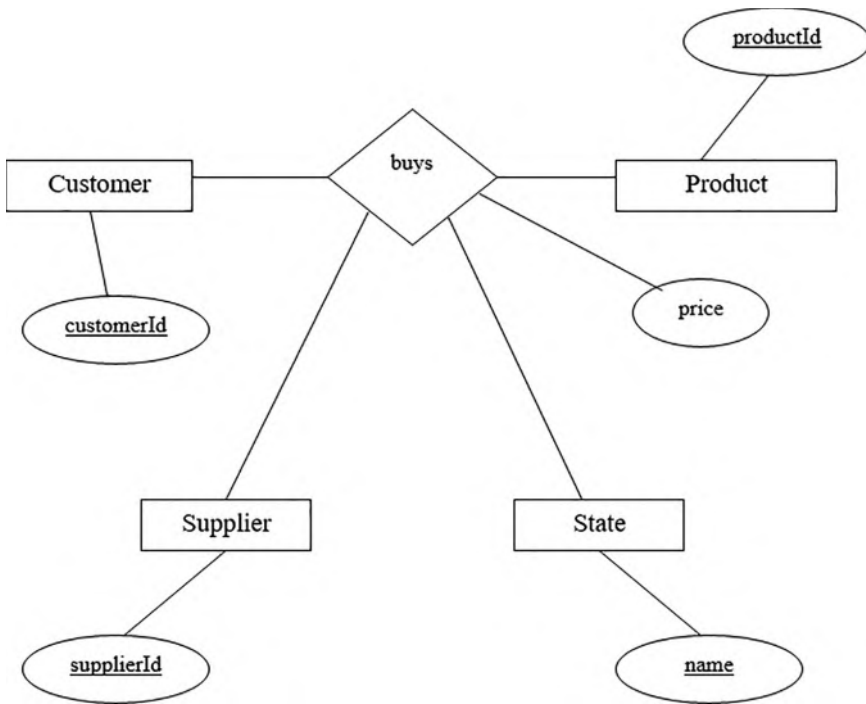 productId
buys
Customer
Product
customerId
price
Supplier
State
supplierId
name